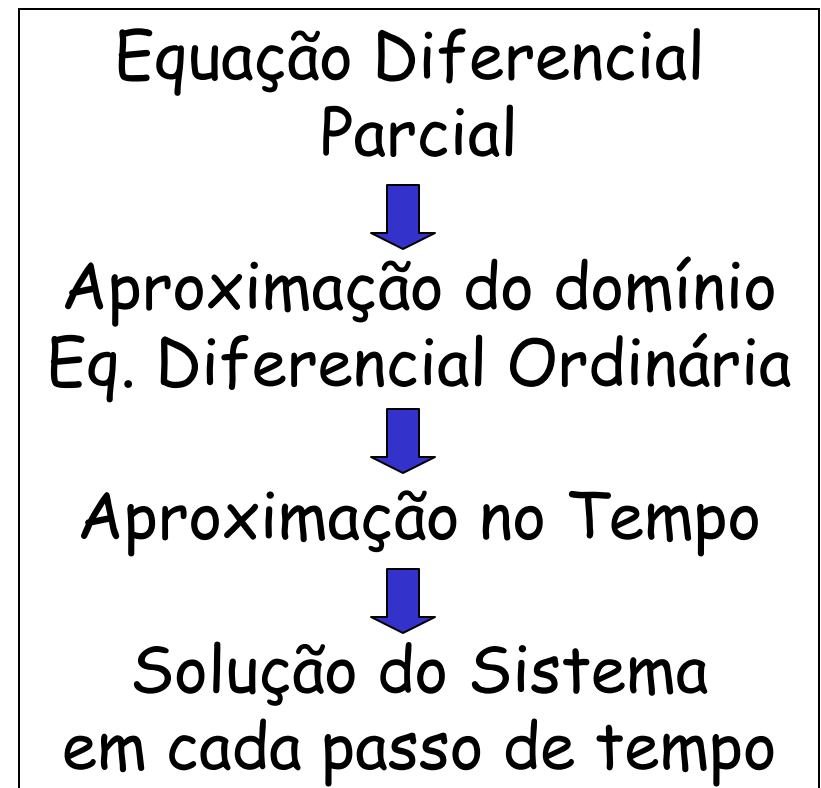 Equação Diferencial
Parcial
Aproximação do domínio
Eq. Diferencial Ordinária
Aproximação no Tempo
Solução do Sistema
em cada passo de tempo